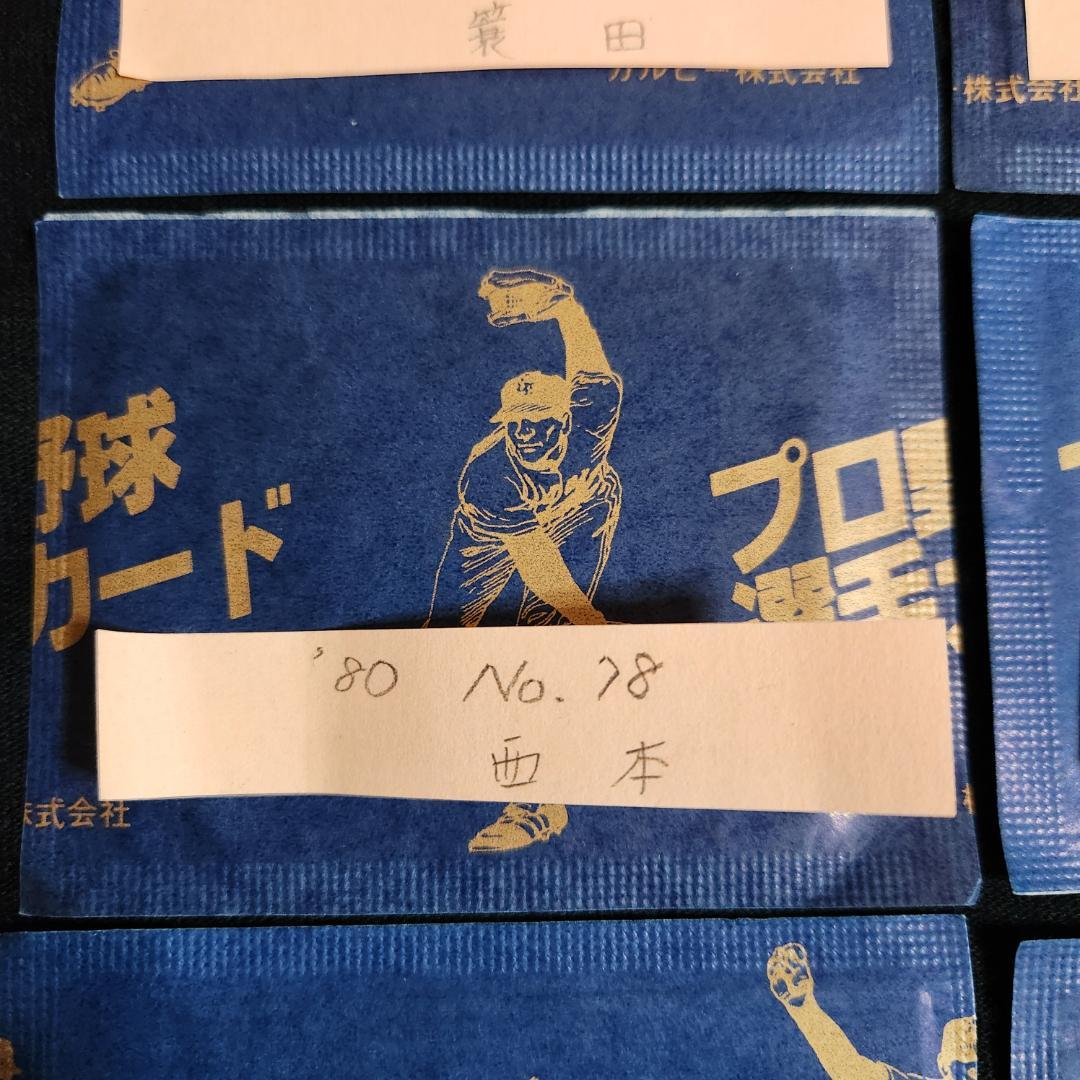 簑田
カルビー株式会社
株式会社
野球
カード
プロ野
選手
'80 No. 78
西本
株式会社